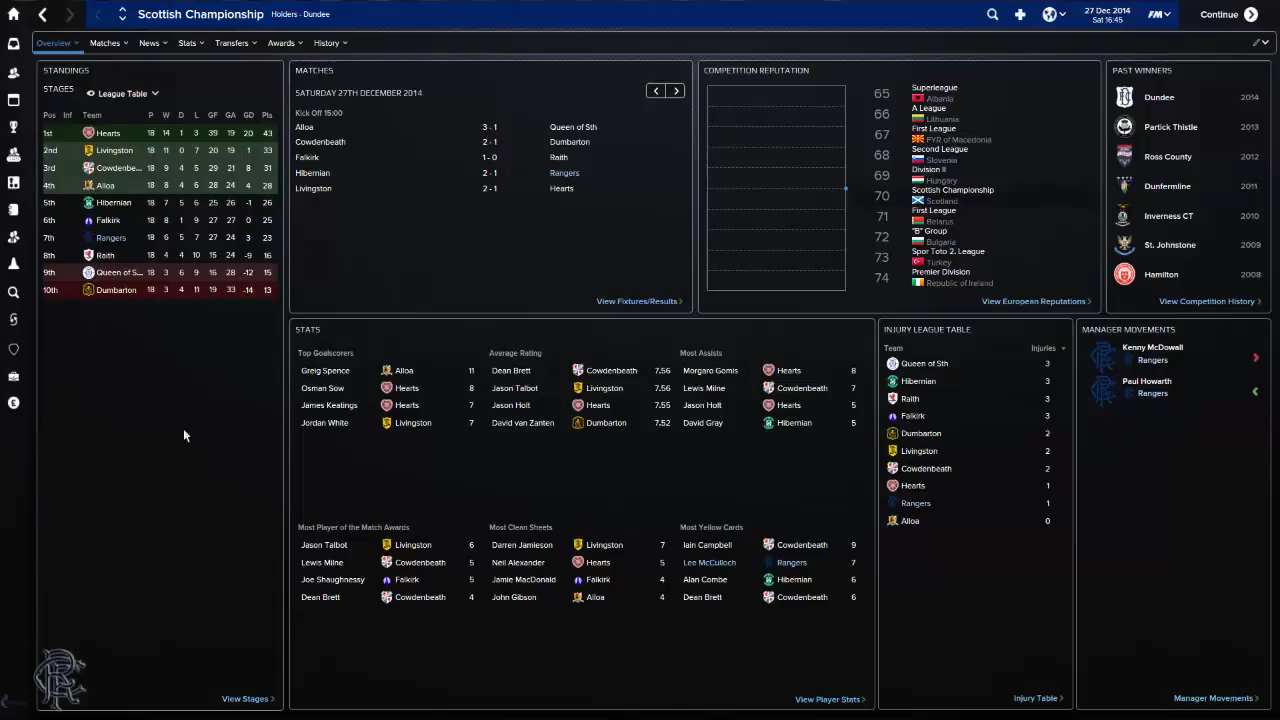 Scottish Championship Holders - Dundee
27 Dec 2014
Sat 16:45
FM
Continue
Overview Matches News Stats Transfers Awards History
STANDINGS
STAGES League Table
Pos Inf Team P W D L GF GA GD Pts
1st Hearts 18 14 1 3 39 19 20 43
2nd Livingston 18 11 0 7 29 19 1 33
3rd Cowdenbe... 18 9 4 5 29 21 8 31
4th Alloa 18 8 4 6 28 24 4 28
5th Hibernian 18 7 5 6 25 26 -1 26
6th Falkirk 18 8 1 9 27 27 0 25
7th Rangers 18 6 5 7 27 24 3 23
8th Raith 18 4 4 10 15 24 -9 16
9th Queen of S... 18 3 6 9 16 28 -12 15
10th Dumbarton 18 3 4 11 19 33 -14 13
View Stages
MATCHES
SATURDAY 27TH DECEMBER 2014
Kick Off 15:00
Alloa 3 - 1 Queen of Sth
Cowdenbeath 2 - 1 Dumbarton
Falkirk 1 - 0 Raith
Hibernian 2 - 1 Rangers
Livingston 2 - 1 Hearts
View Fixtures/Results
COMPETITION REPUTATION
65 Superleague
Albania
66 A League
Lithuania
67 First League
FYR of Macedonia
68 Second League
Slovenia
69 Division II
Hungary
70 Scottish Championship
Scotland
71 First League
Belarus
72 "B" Group
Bulgaria
73 Spor Toto 2. League
Turkey
74 Premier Division
Republic of Ireland
View European Reputations
PAST WINNERS
Dundee 2014
Partick Thistle 2013
Ross County 2012
Dunfermline 2011
Inverness CT 2010
St. Johnstone 2009
Hamilton 2008
View Competition History
STATS
Top Goalscorers
Greig Spence Alloa 11
Osman Sow Hearts 8
James Keatings Hearts 7
Jordan White Livingston 7
Average Rating
Dean Brett Cowdenbeath 7.56
Jason Talbot Livingston 7.56
Jason Holt Hearts 7.55
David van Zanten Dumbarton 7.52
Most Assists
Morgaro Gomis Hearts 8
Lewis Milne Cowdenbeath 7
Jason Holt Hearts 5
David Gray Hibernian 5
Most Player of the Match Awards
Jason Talbot Livingston 6
Lewis Milne Cowdenbeath 5
Joe Shaughnessy Falkirk 5
Dean Brett Cowdenbeath 4
Most Clean Sheets
Darren Jamieson Livingston 7
Neil Alexander Hearts 5
Jamie MacDonald Falkirk 4
John Gibson Alloa 4
Most Yellow Cards
Iain Campbell Cowdenbeath 9
Lee McCulloch Rangers 7
Alan Combe Hibernian 6
Dean Brett Cowdenbeath 6
View Player Stats
INJURY LEAGUE TABLE
Team Injuries
Queen of Sth 3
Hibernian 3
Raith 3
Falkirk 3
Dumbarton 2
Livingston 2
Cowdenbeath 2
Hearts 1
Rangers 1
Alloa 0
Injury Table
MANAGER MOVEMENTS
Kenny McDowall
Rangers
Paul Howarth
Rangers
Manager Movements